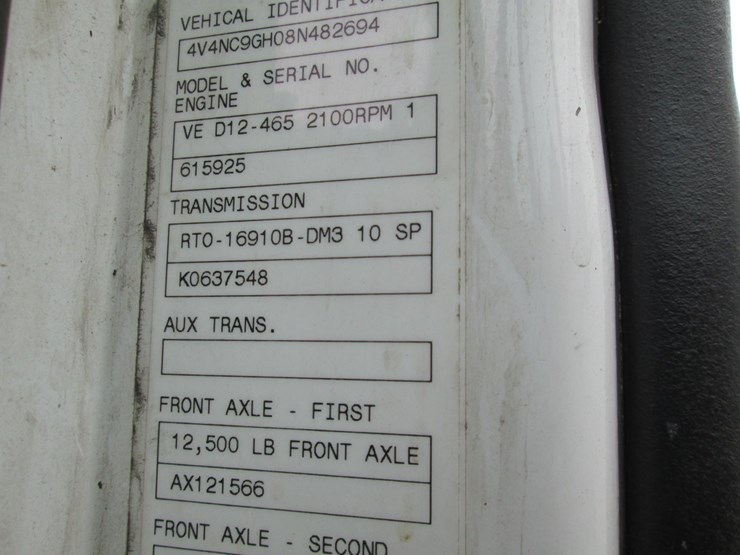 VEHICAL
4V4NC9GH08N482694
MODEL & SERIAL NO.
ENGINE
VE D12-465 2100RPM 1
615925
TRANSMISSION
RTO-16910B-DM3 10 SP
K0637548
AUX TRANS.
FRONT AXLE - FIRST
12,500 LB FRONT AXLE
AX121566
FRONT AXLE - SECOND